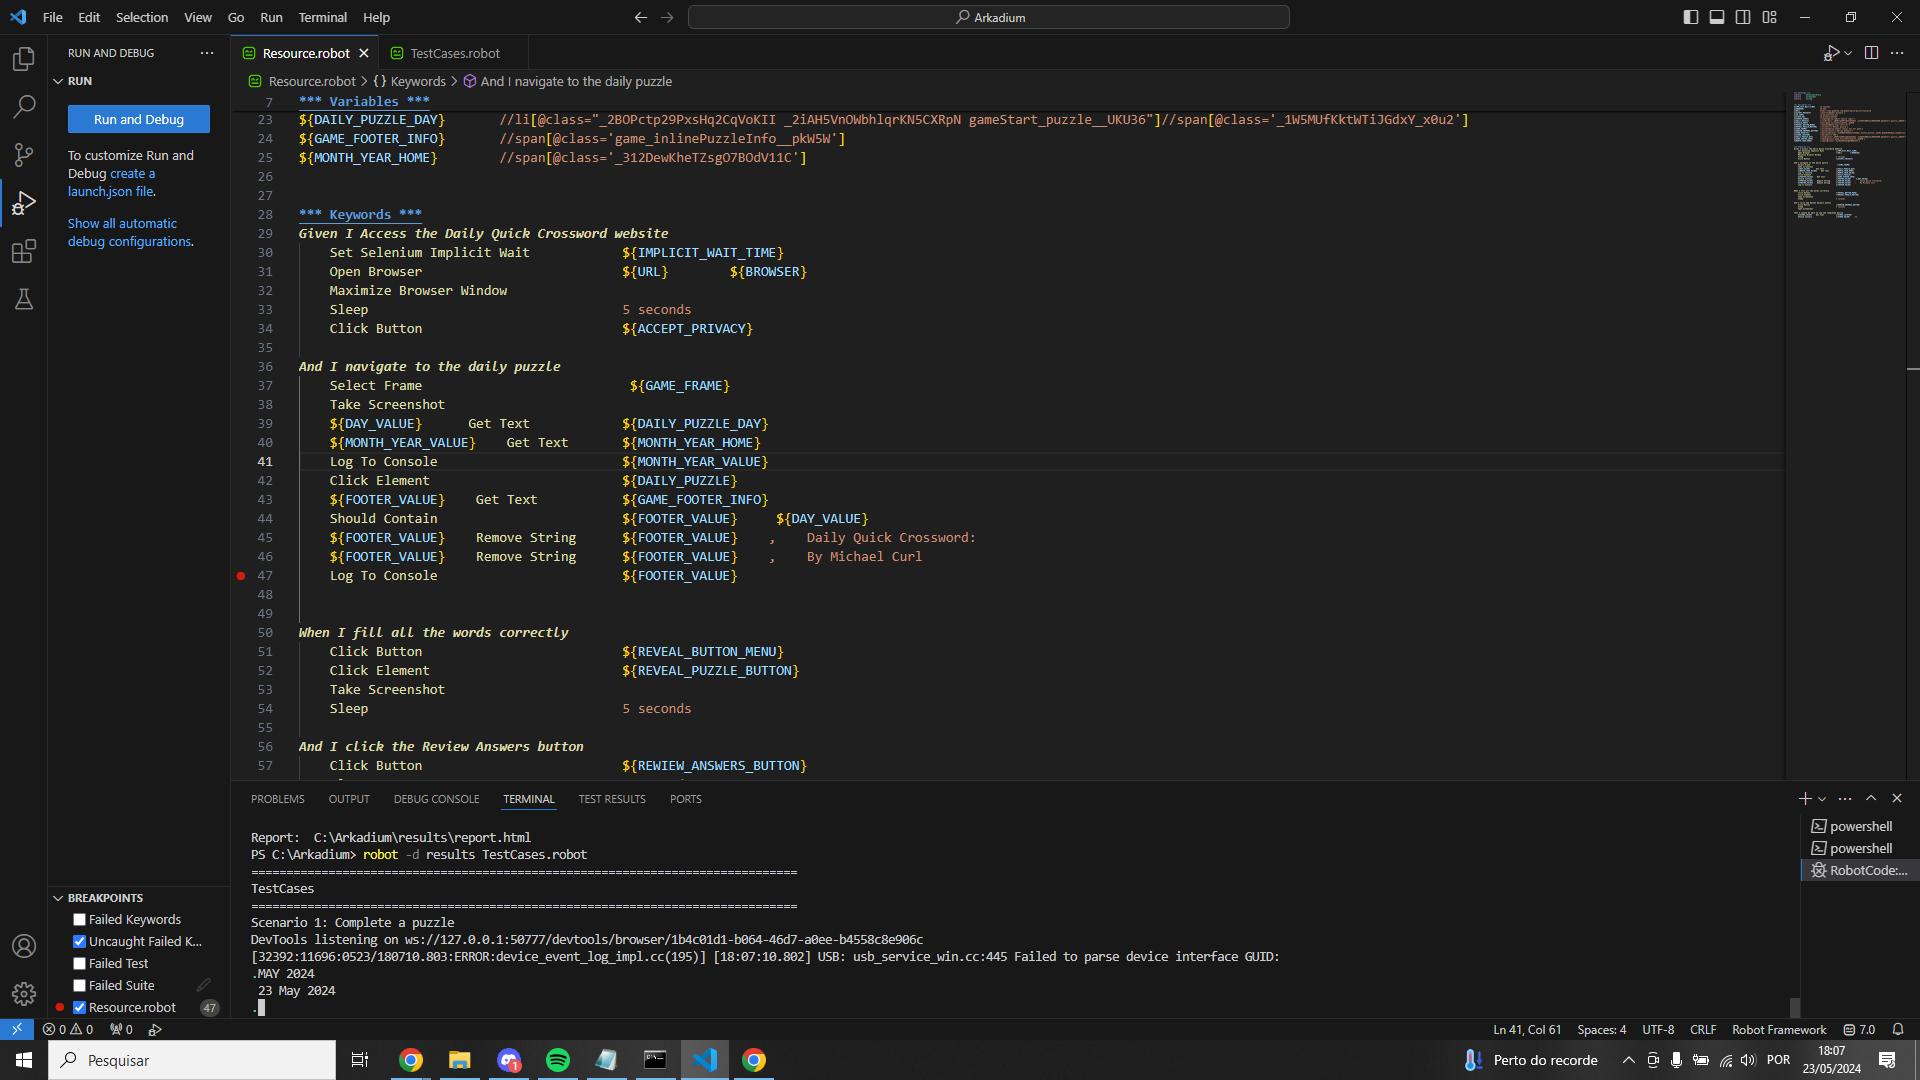 File Edit Selection View Go Run Terminal Help
Arkadium
RUN AND DEBUG
RUN
Run and Debug
To customize Run and
Debug create a
launch.json file.
Show all automatic
debug configurations.
BREAKPOINTS
Failed Keywords
Uncaught Failed K...
Failed Test
Failed Suite
Resource.robot 47
Resource.robot TestCases.robot
Resource.robot > {} Keywords > And I navigate to the daily puzzle
7 *** Variables ***
23 ${DAILY_PUZZLE_DAY} //li[@class="_2BOPctp29PxsHq2CqVoKII _2iAH5VnOWbhlqrKN5CXRpN gameStart_puzzle__UKU36"]//span[@class='_1W5MUfKktWTiJGdxY_x0u2']
24 ${GAME_FOOTER_INFO} //span[@class='game_inlinePuzzleInfo__pkW5W']
25 ${MONTH_YEAR_HOME} //span[@class='_312DewKheTZsgO7BOdV11C']
26
27
28 *** Keywords ***
29 Given I Access the Daily Quick Crossword website
30 Set Selenium Implicit Wait ${IMPLICIT_WAIT_TIME}
31 Open Browser ${URL} ${BROWSER}
32 Maximize Browser Window
33 Sleep 5 seconds
34 Click Button ${ACCEPT_PRIVACY}
35
36 And I navigate to the daily puzzle
37 Select Frame ${GAME_FRAME}
38 Take Screenshot
39 ${DAY_VALUE} Get Text ${DAILY_PUZZLE_DAY}
40 ${MONTH_YEAR_VALUE} Get Text ${MONTH_YEAR_HOME}
41 Log To Console ${MONTH_YEAR_VALUE}
42 Click Element ${DAILY_PUZZLE}
43 ${FOOTER_VALUE} Get Text ${GAME_FOOTER_INFO}
44 Should Contain ${FOOTER_VALUE} ${DAY_VALUE}
45 ${FOOTER_VALUE} Remove String ${FOOTER_VALUE} , Daily Quick Crossword:
46 ${FOOTER_VALUE} Remove String ${FOOTER_VALUE} , By Michael Curl
47 Log To Console ${FOOTER_VALUE}
48
49
50 When I fill all the words correctly
51 Click Button ${REVEAL_BUTTON_MENU}
52 Click Element ${REVEAL_PUZZLE_BUTTON}
53 Take Screenshot
54 Sleep 5 seconds
55
56 And I click the Review Answers button
57 Click Button ${REWIEW_ANSWERS_BUTTON}
PROBLEMS OUTPUT DEBUG CONSOLE TERMINAL TEST RESULTS PORTS
Report: C:\Arkadium\results\report.html
PS C:\Arkadium> robot -d results TestCases.robot
==============================================================================
TestCases
==============================================================================
Scenario 1: Complete a puzzle
DevTools listening on ws://127.0.0.1:50777/devtools/browser/1b4c01d1-b064-46d7-a0ee-b4558c8e906c
[32392:11696:0523/180710.803:ERROR:device_event_log_impl.cc(195)] [18:07:10.802] USB: usb_service_win.cc:445 Failed to parse device interface GUID:
.MAY 2024
23 May 2024
.
powershell
powershell
RobotCode:...
0 0 0 Ln 41, Col 61 Spaces: 4 UTF-8 CRLF Robot Framework 7.0
Pesquisar
1
Perto do recorde
POR
18:07
23/05/2024